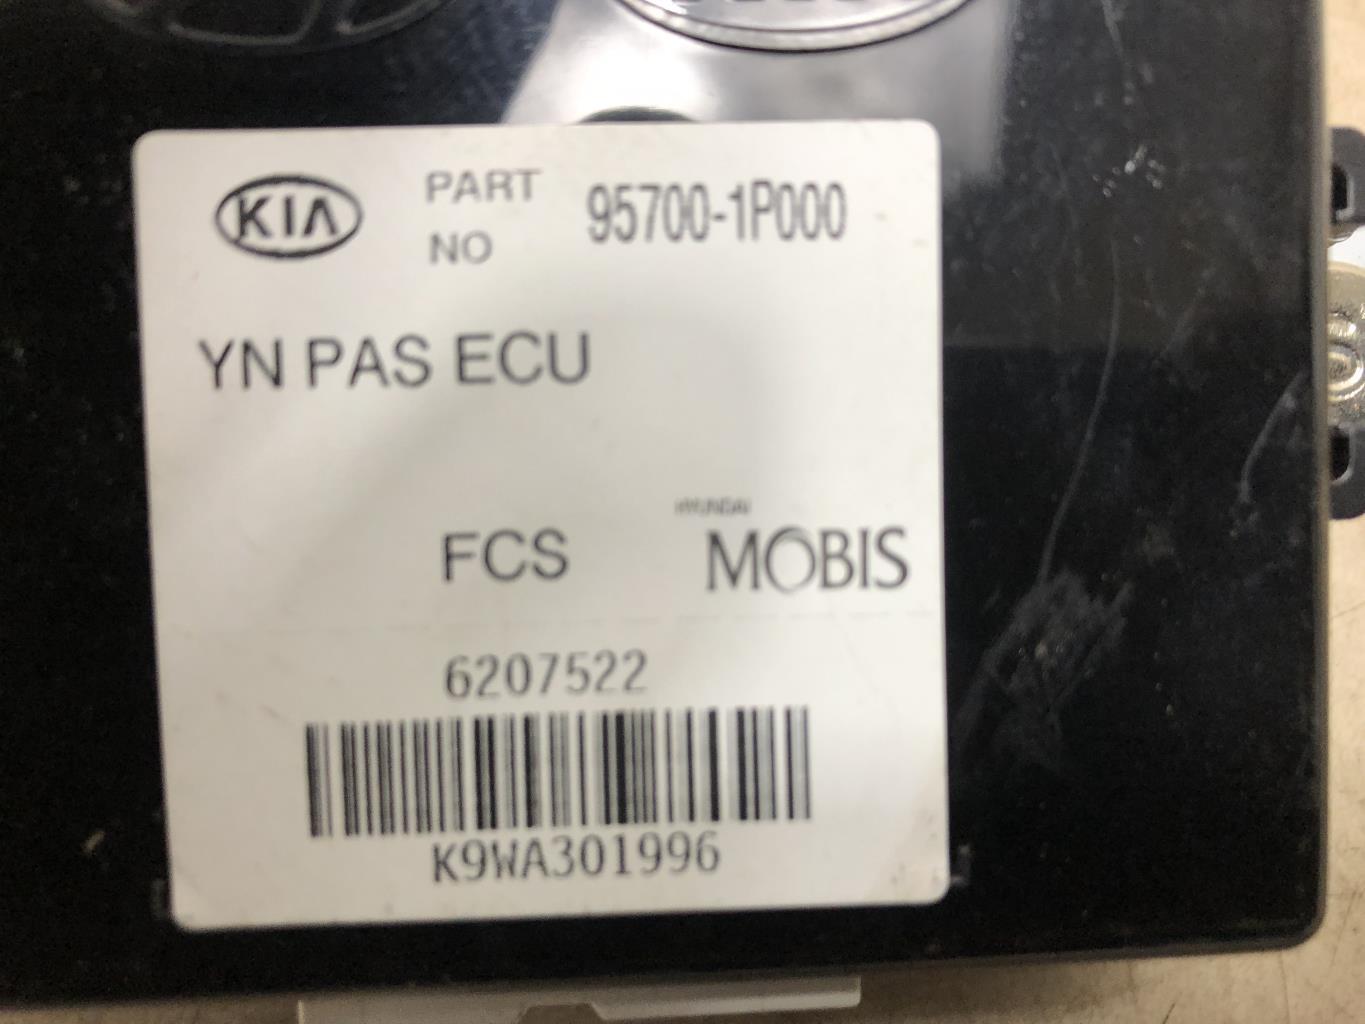 KIA PART NO 95700-1P000
YN PAS ECU
FCS HYUNDAI MOBIS
6207522
K9WA301996